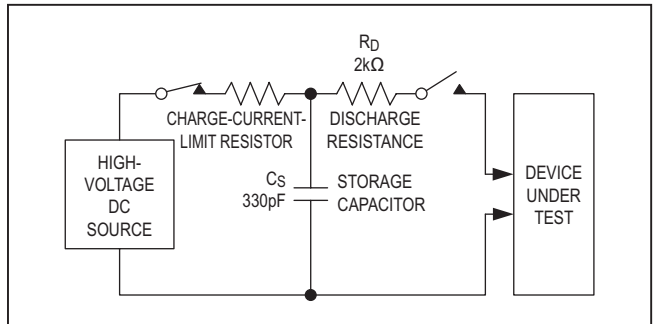 RD
2kΩ
CHARGE-CURRENT-
LIMIT RESISTOR
DISCHARGE
RESISTANCE
HIGH-
VOLTAGE
DC
SOURCE
CS
330pF
STORAGE
CAPACITOR
DEVICE
UNDER
TEST